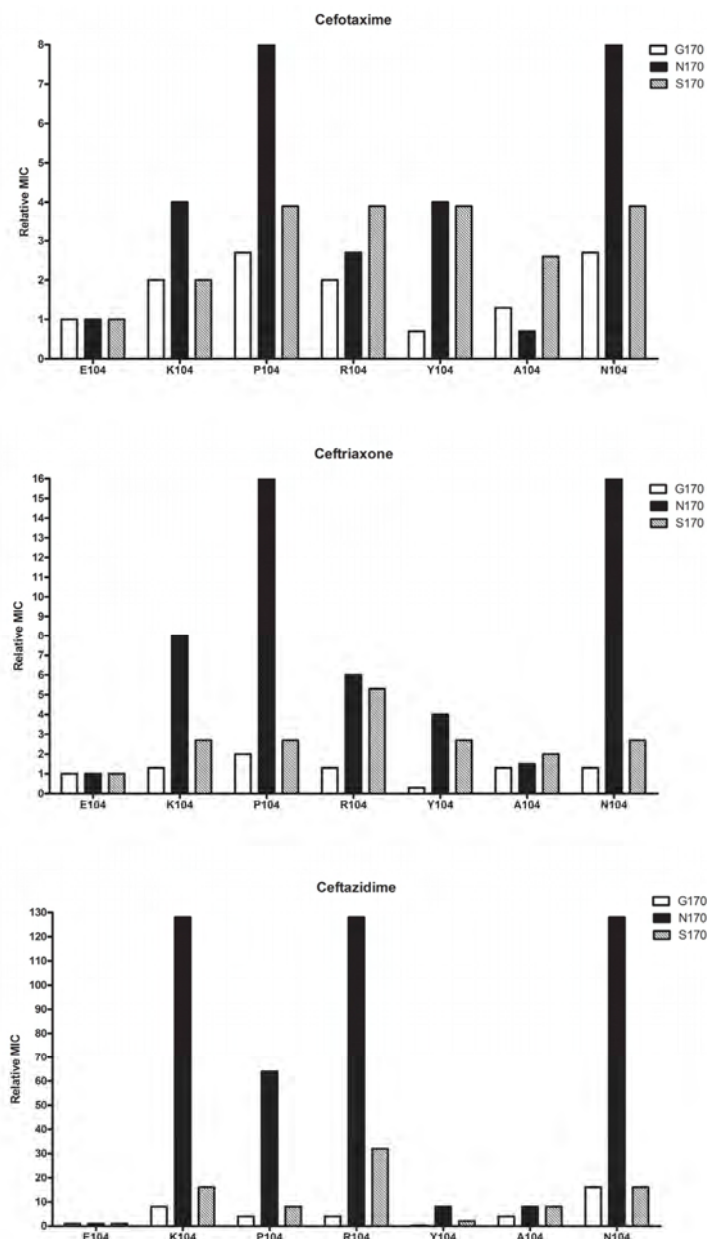 Cefotaxime
8
7
6
5
4
3
2
1
0
Relative MIC
G170
N170
S170
E104 K104 P104 R104 Y104 A104 N104
Ceftriaxone
16
15
14
13
12
11
10
9
8
7
6
5
4
3
2
1
0
Relative MIC
G170
N170
S170
E104 K104 P104 R104 Y104 A104 N104
Ceftazidime
130
120
110
100
90
80
70
60
50
40
30
20
10
0
Relative MIC
G170
N170
S170
E104 K104 P104 R104 Y104 A104 N104